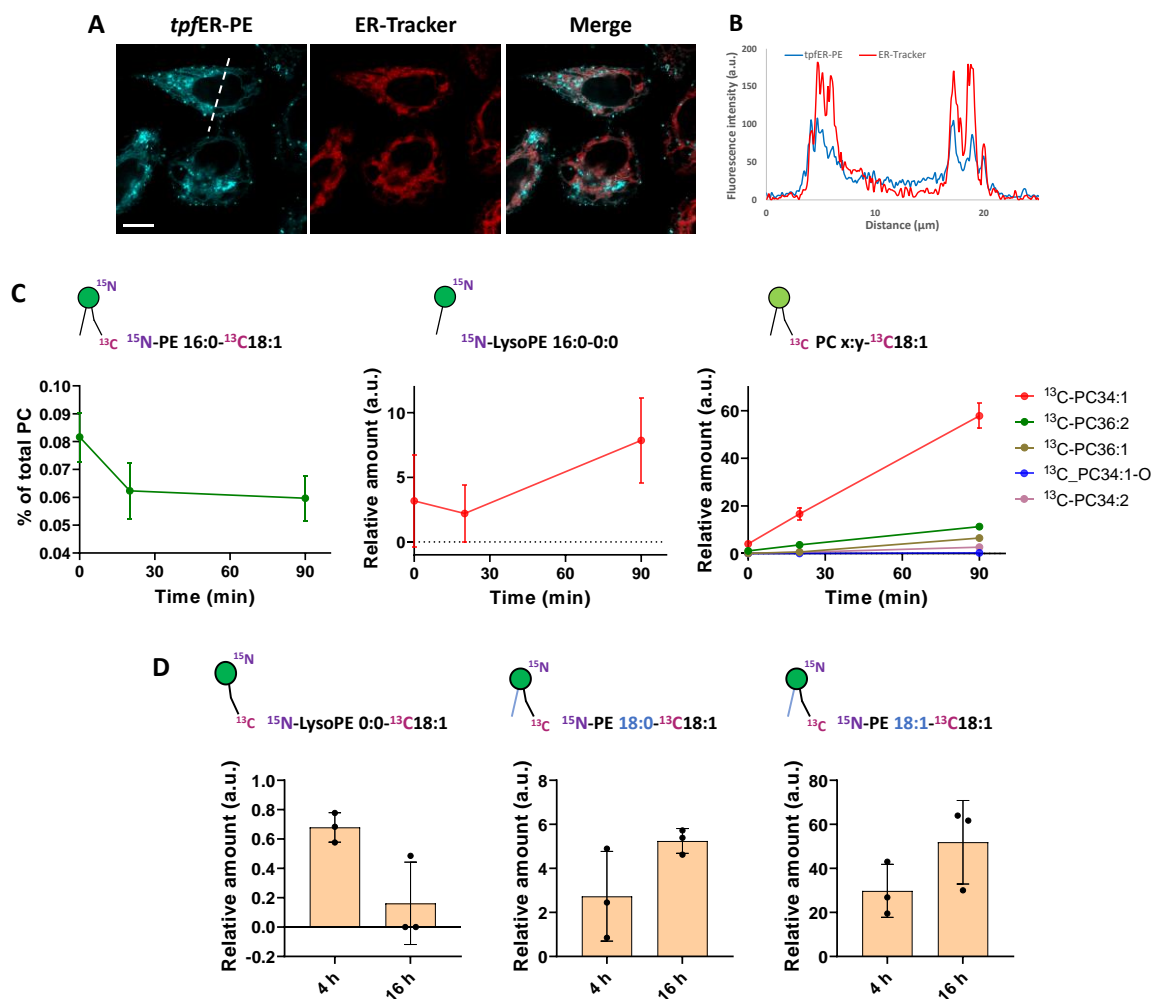 A
tpfER-PE
ER-Tracker
Merge
B
tpfER-PE
ER-Tracker
Fluorescence intensity (a.u.)
200
150
100
50
0
0
10
20
Distance (µm)
C
15N
13C
15N-PE 16:0-13C18:1
% of total PC
0.10
0.09
0.08
0.07
0.06
0.05
0.04
0
30
60
90
Time (min)
15N
15N-LysoPE 16:0-0:0
Relative amount (a.u.)
10
5
0
0
30
60
90
Time (min)
13C
PC x:y-13C18:1
Relative amount (a.u.)
60
40
20
0
0
30
60
90
Time (min)
13C-PC34:1
13C-PC36:2
13C-PC36:1
13C_PC34:1-O
13C-PC34:2
D
15N
13C
15N-LysoPE 0:0-13C18:1
Relative amount (a.u.)
1.0
0.8
0.6
0.4
0.2
0.0
-0.2
4 h
16 h
15N
13C
15N-PE 18:0-13C18:1
Relative amount (a.u.)
8
6
4
2
0
4 h
16 h
15N
13C
15N-PE 18:1-13C18:1
Relative amount (a.u.)
80
60
40
20
0
4 h
16 h